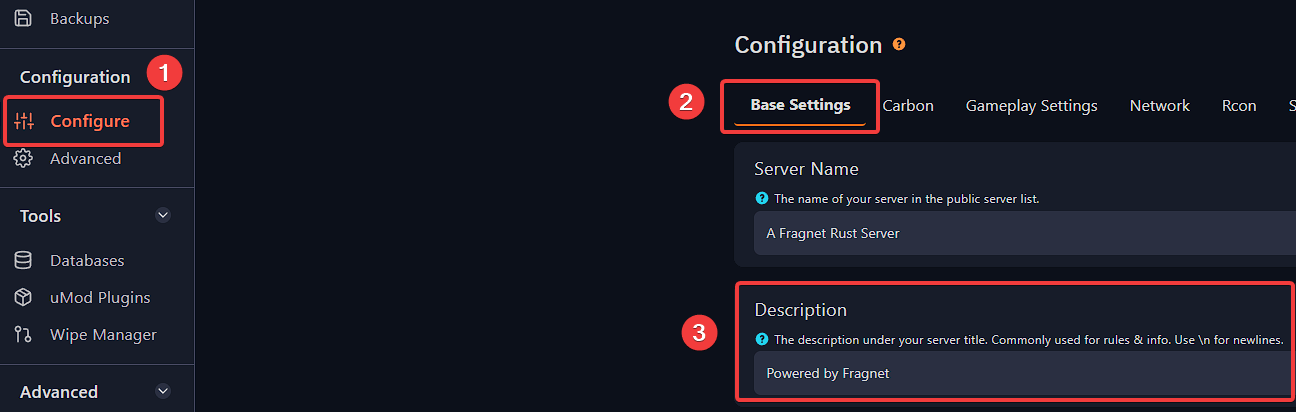 Backups
Configuration
1
Configure
Advanced
Tools
Databases
uMod Plugins
Wipe Manager
Advanced
Configuration ?
2
Base Settings Carbon Gameplay Settings Network Rcon S
Server Name
? The name of your server in the public server list.
A Fragnet Rust Server
3
Description
? The description under your server title. Commonly used for rules & info. Use \n for newlines.
Powered by Fragnet